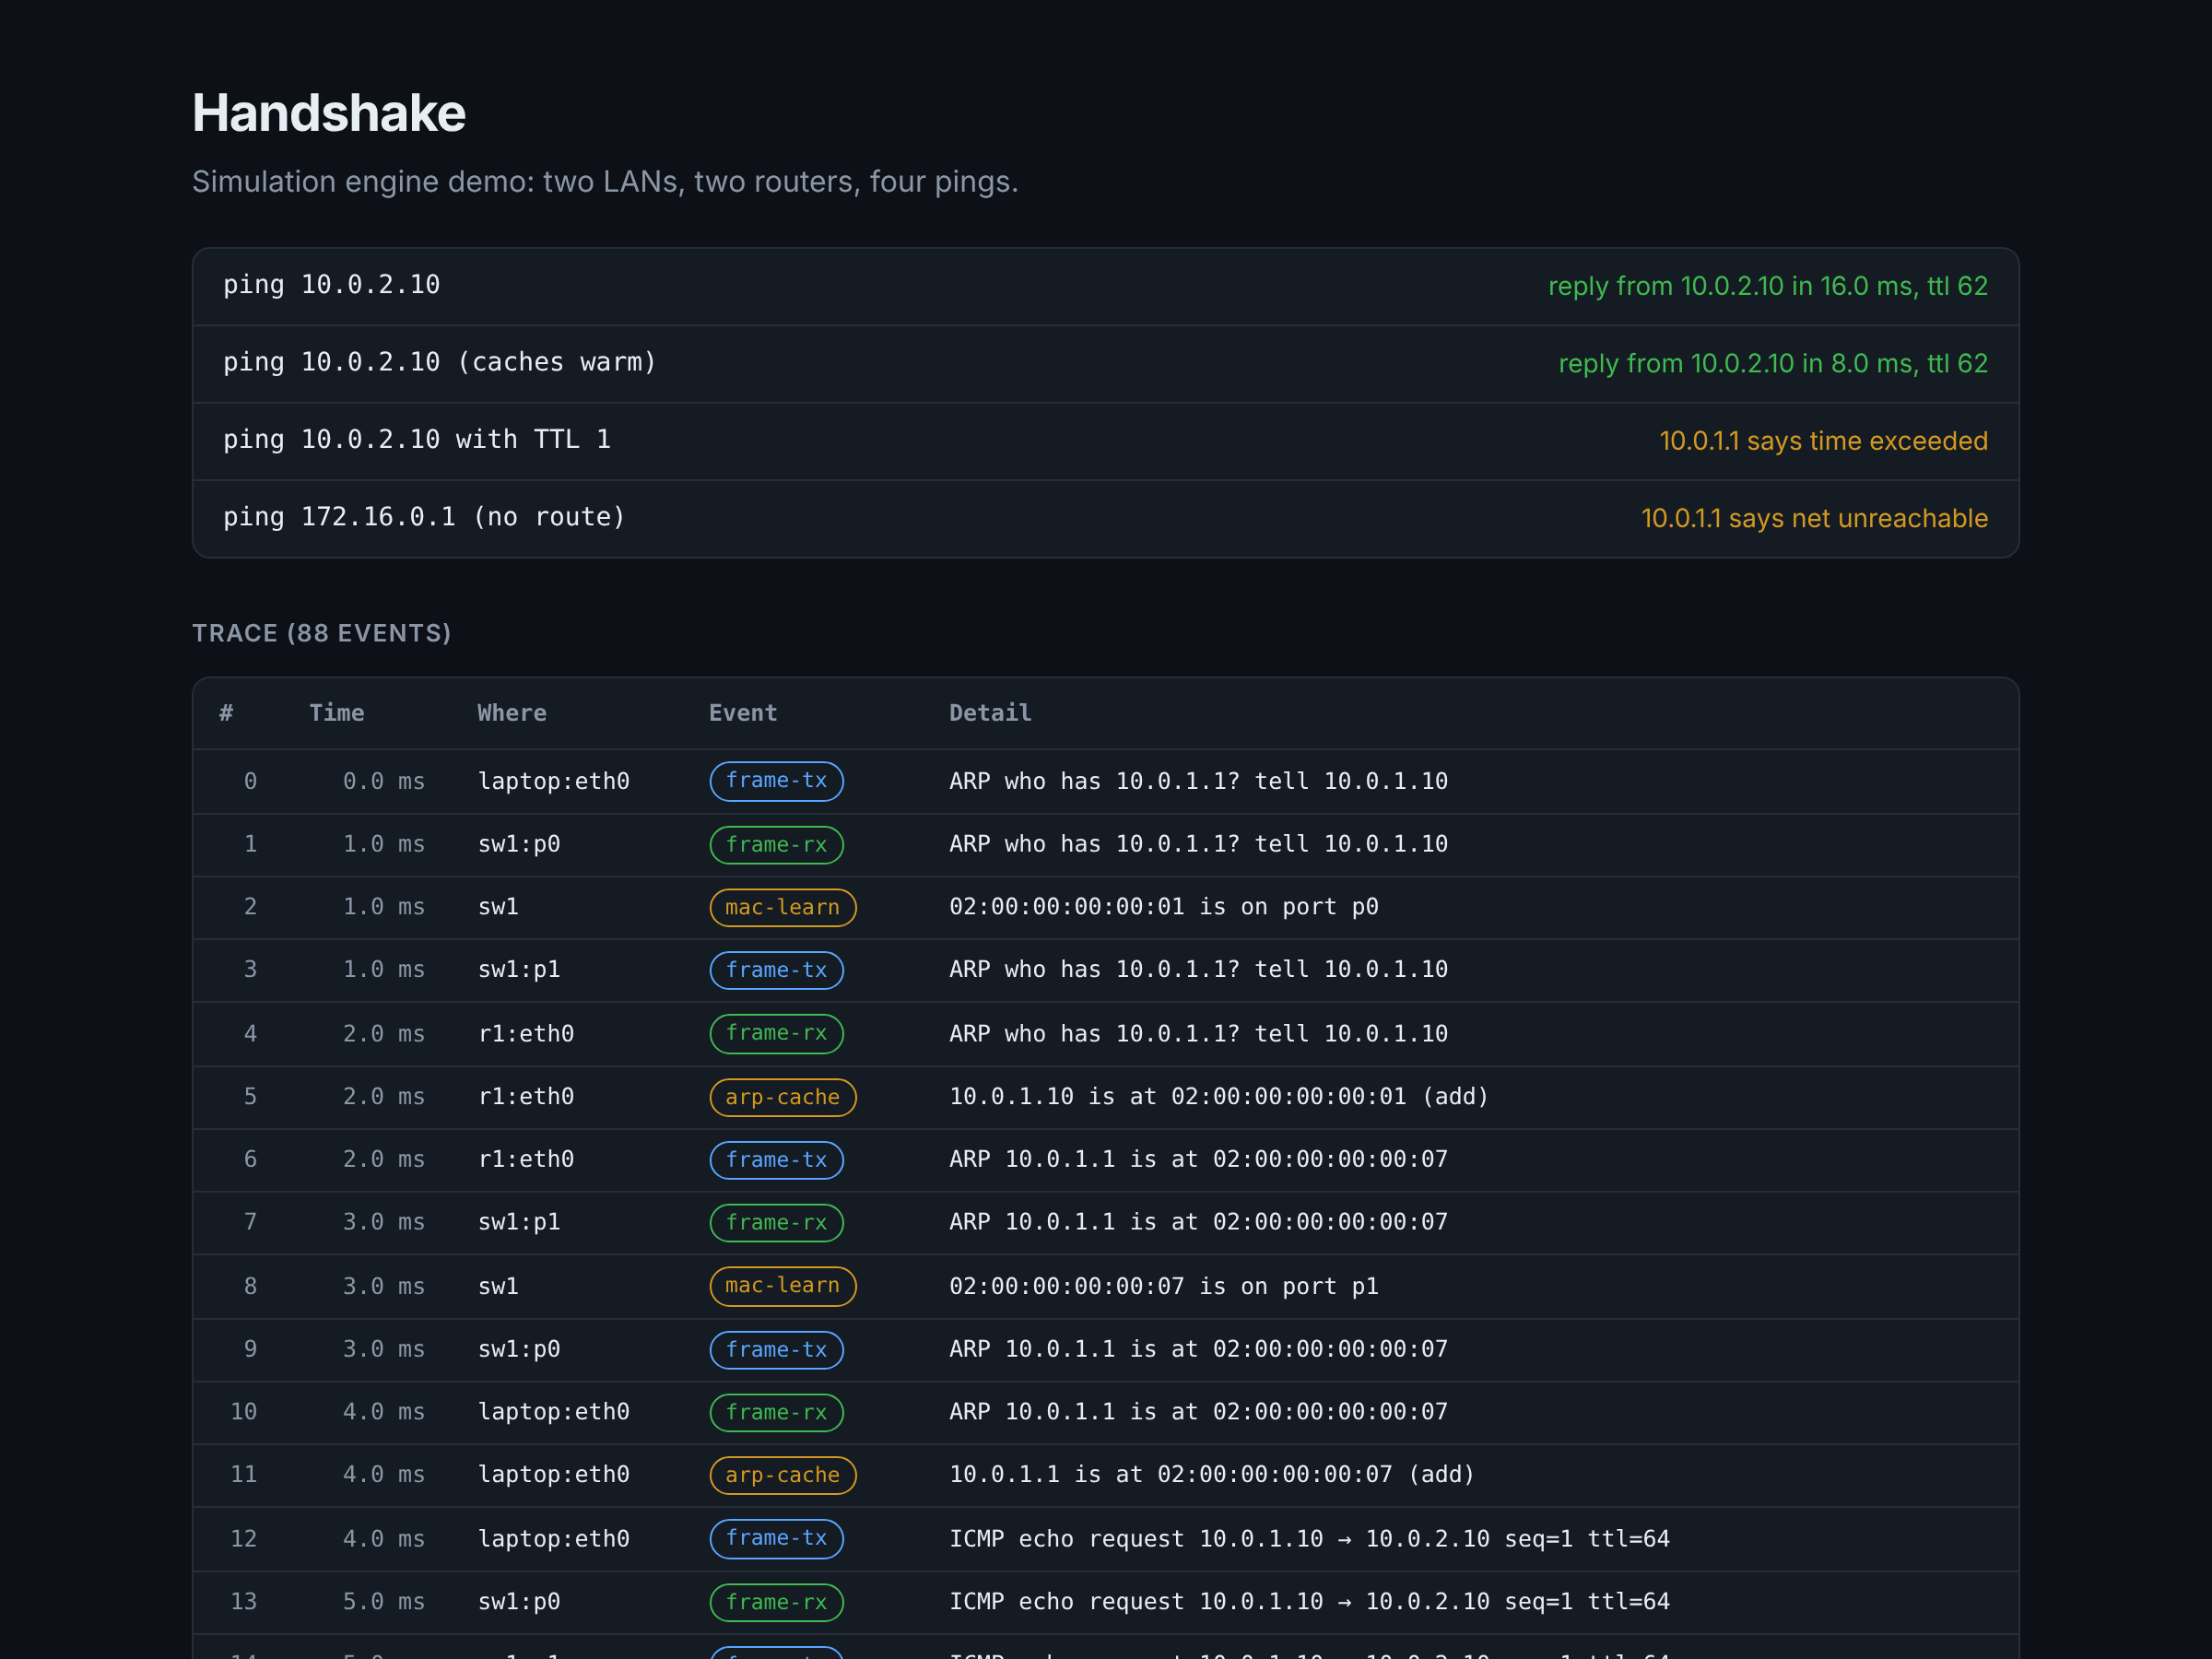 Handshake
Simulation engine demo: two LANs, two routers, four pings.
ping 10.0.2.10 reply from 10.0.2.10 in 16.0 ms, ttl 62
ping 10.0.2.10 (caches warm) reply from 10.0.2.10 in 8.0 ms, ttl 62
ping 10.0.2.10 with TTL 1 10.0.1.1 says time exceeded
ping 172.16.0.1 (no route) 10.0.1.1 says net unreachable
TRACE (88 EVENTS)
# Time Where Event Detail
0 0.0 ms laptop:eth0 frame-tx ARP who has 10.0.1.1? tell 10.0.1.10
1 1.0 ms sw1:p0 frame-rx ARP who has 10.0.1.1? tell 10.0.1.10
2 1.0 ms sw1 mac-learn 02:00:00:00:00:01 is on port p0
3 1.0 ms sw1:p1 frame-tx ARP who has 10.0.1.1? tell 10.0.1.10
4 2.0 ms r1:eth0 frame-rx ARP who has 10.0.1.1? tell 10.0.1.10
5 2.0 ms r1:eth0 arp-cache 10.0.1.10 is at 02:00:00:00:00:01 (add)
6 2.0 ms r1:eth0 frame-tx ARP 10.0.1.1 is at 02:00:00:00:00:07
7 3.0 ms sw1:p1 frame-rx ARP 10.0.1.1 is at 02:00:00:00:00:07
8 3.0 ms sw1 mac-learn 02:00:00:00:00:07 is on port p1
9 3.0 ms sw1:p0 frame-tx ARP 10.0.1.1 is at 02:00:00:00:00:07
10 4.0 ms laptop:eth0 frame-rx ARP 10.0.1.1 is at 02:00:00:00:00:07
11 4.0 ms laptop:eth0 arp-cache 10.0.1.1 is at 02:00:00:00:00:07 (add)
12 4.0 ms laptop:eth0 frame-tx ICMP echo request 10.0.1.10 → 10.0.2.10 seq=1 ttl=64
13 5.0 ms sw1:p0 frame-rx ICMP echo request 10.0.1.10 → 10.0.2.10 seq=1 ttl=64